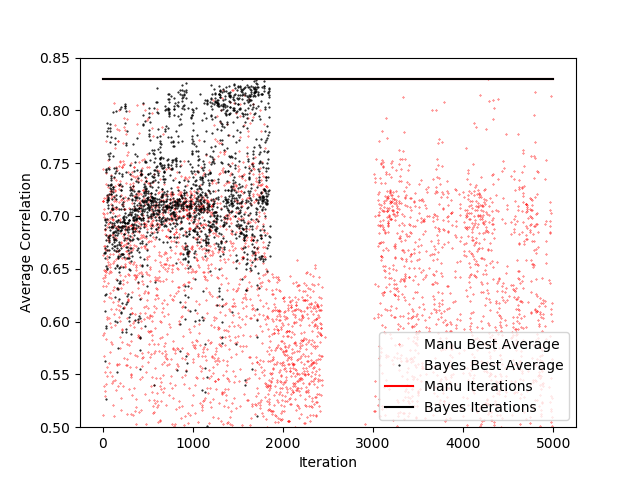 0.85
0.80
0.75
0.70
0.65
0.60
0.55
0.50
Average Correlation
Manu Best Average
Bayes Best Average
Manu Iterations
Bayes Iterations
0 1000 2000 3000 4000 5000
Iteration